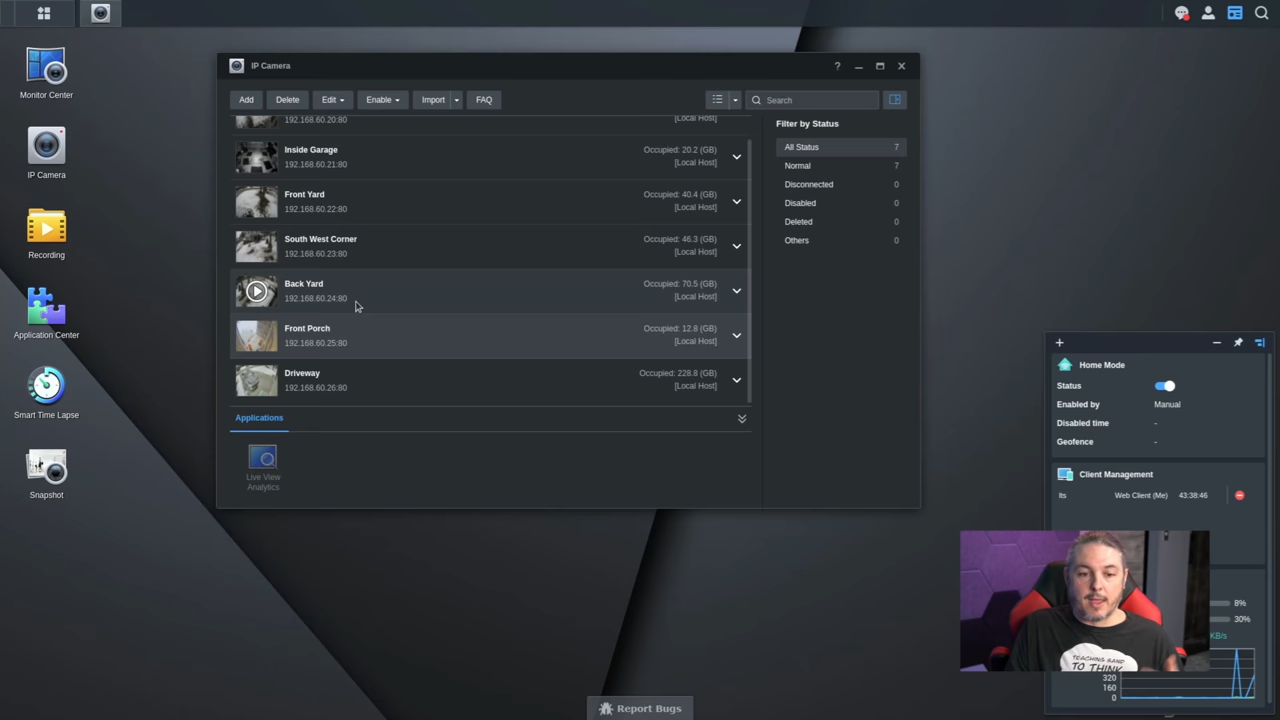 Monitor Center
IP Camera
Recording
Application Center
Smart Time Lapse
Snapshot
IP Camera
?
Add
Delete
Edit
Enable
Import
FAQ
Search
192.168.60.20:80
[Local Host]
Inside Garage
192.168.60.21:80
Occupied: 20.2 (GB)
[Local Host]
Front Yard
192.168.60.22:80
Occupied: 40.4 (GB)
[Local Host]
South West Corner
192.168.60.23:80
Occupied: 46.3 (GB)
[Local Host]
Back Yard
192.168.60.24:80
Occupied: 70.5 (GB)
[Local Host]
Front Porch
192.168.60.25:80
Occupied: 12.8 (GB)
[Local Host]
Driveway
192.168.60.26:80
Occupied: 228.8 (GB)
[Local Host]
Applications
Live View
Analytics
Filter by Status
All Status 7
Normal 7
Disconnected 0
Disabled 0
Deleted 0
Others 0
Home Mode
Status
Enabled by Manual
Disabled time -
Geofence -
Client Management
lts Web Client (Me) 43:38:46
8%
30%
KB/s
320
160
0
TEACHING SAND
TO THINK
Report Bugs